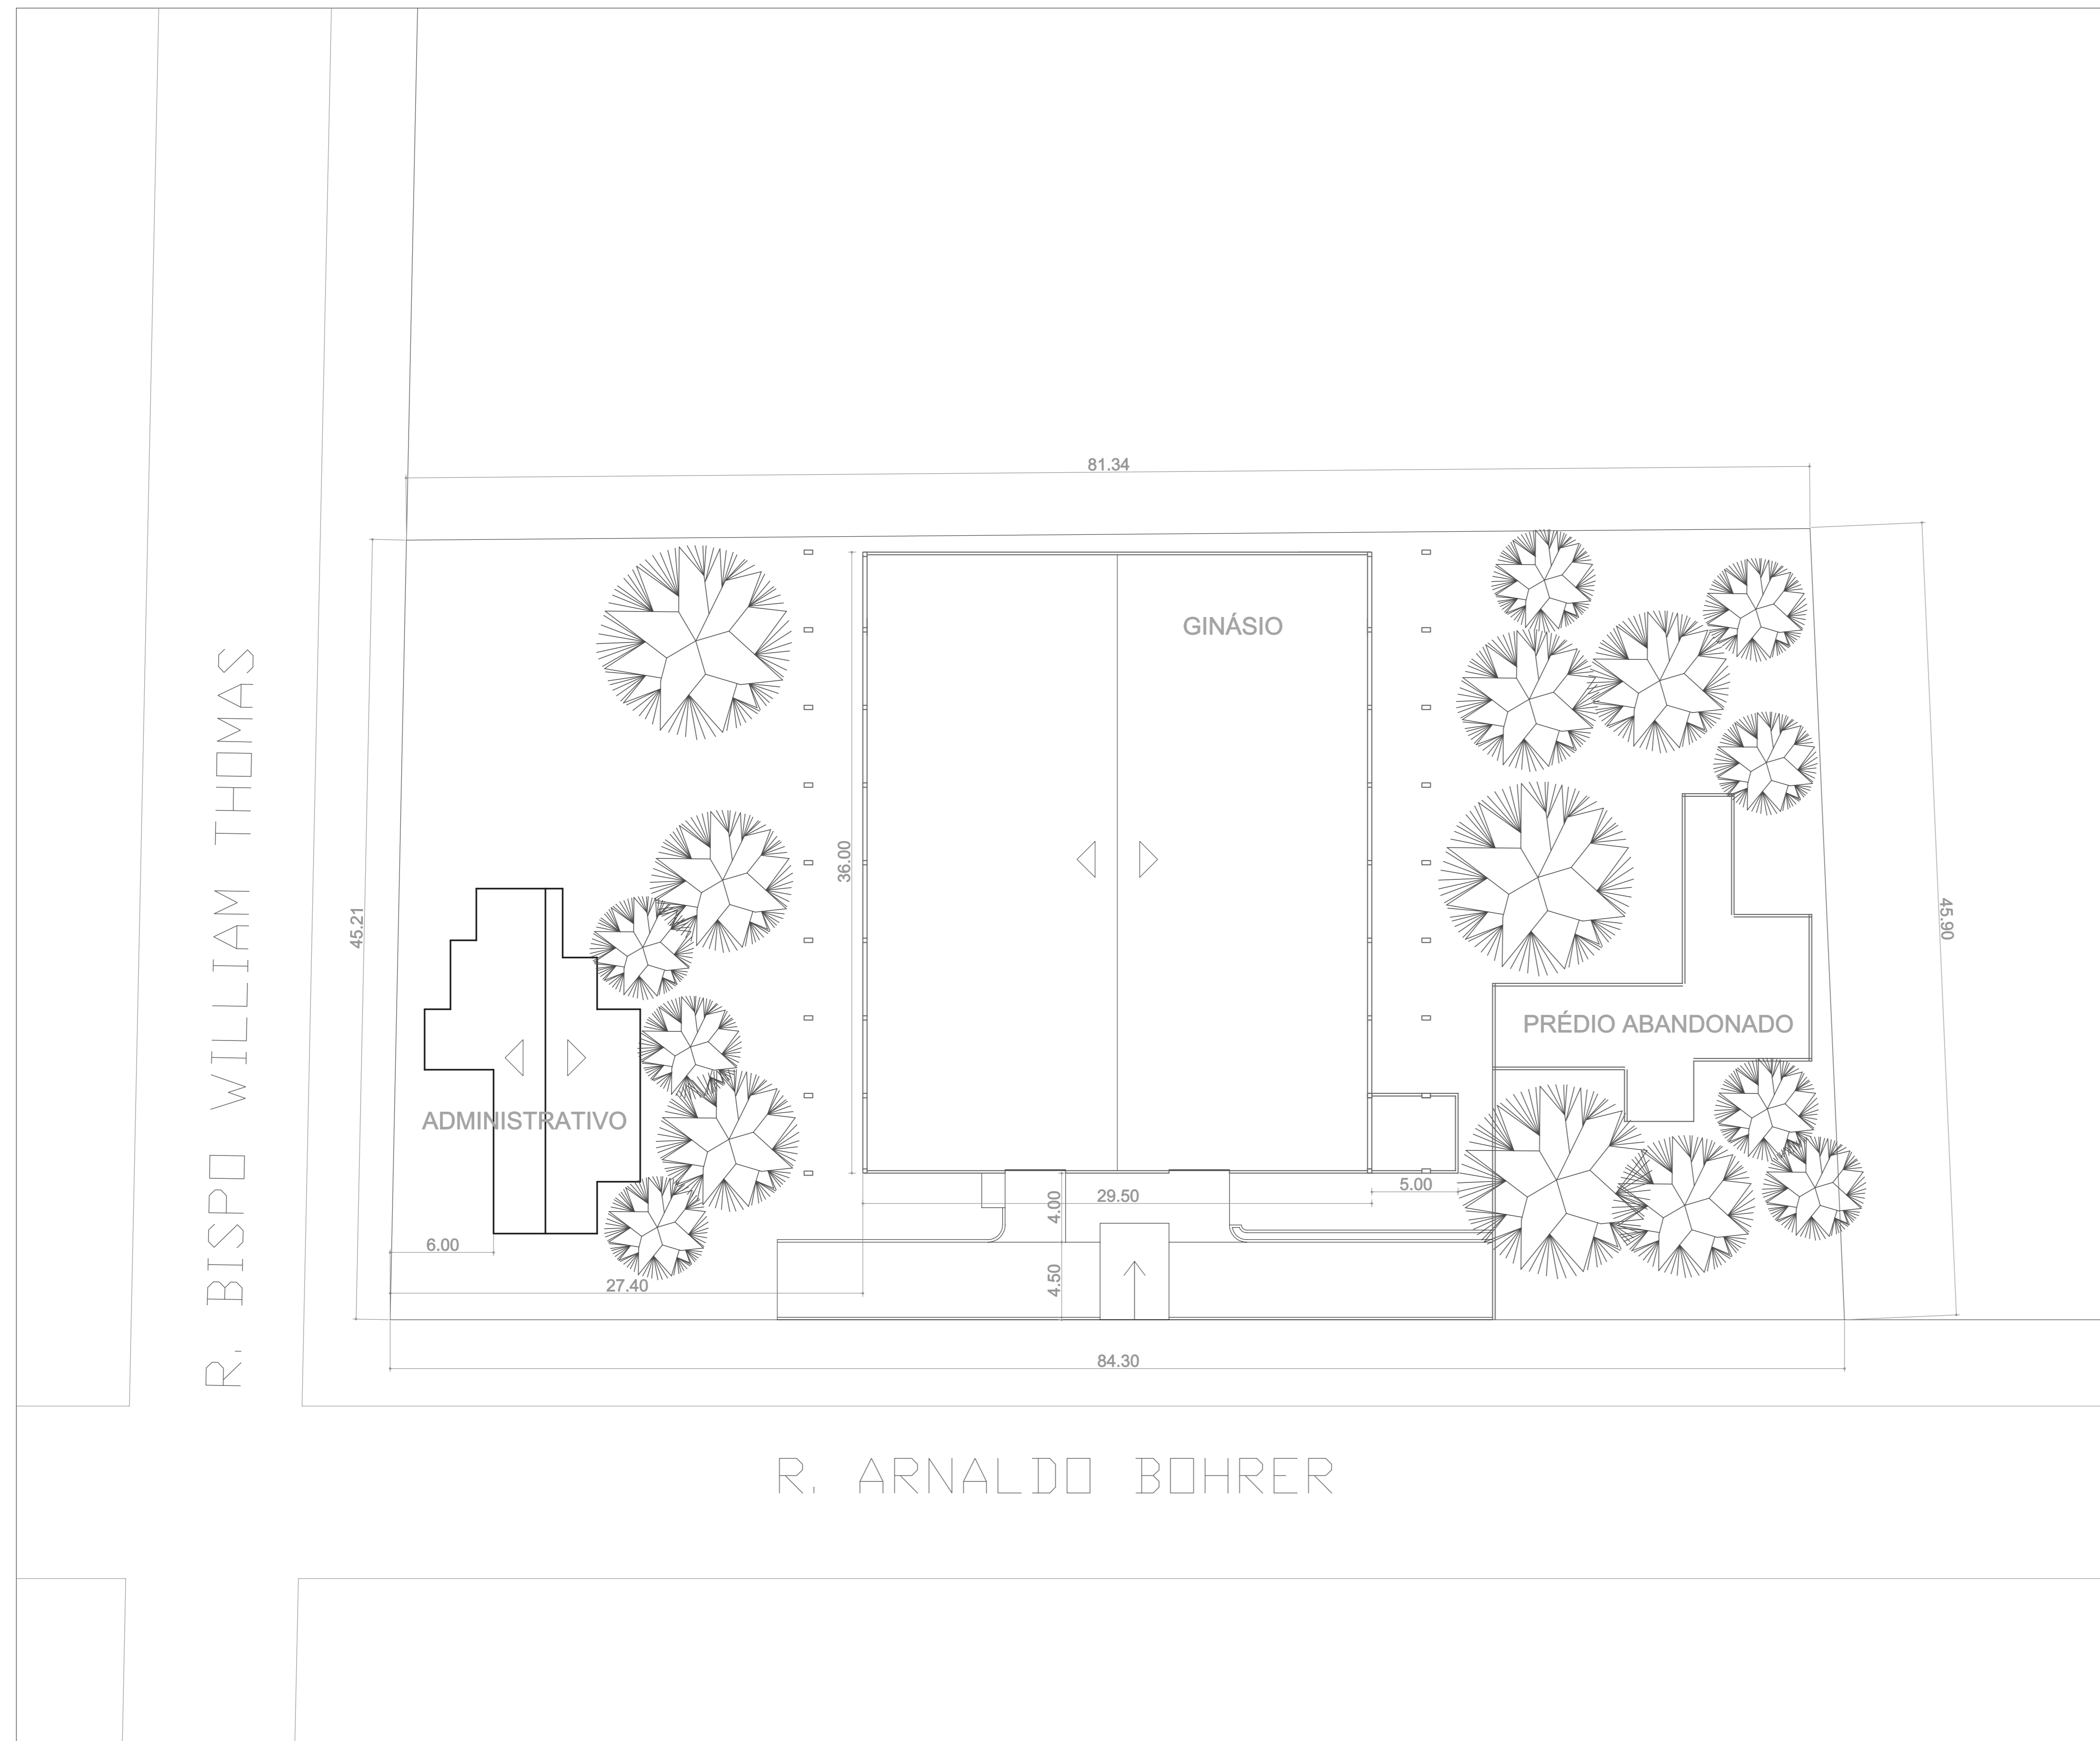 81.34
GINÁSIO
R. BISPO WILLIAM THOMAS
45.21
36.00
45.90
PRÉDIO ABANDONADO
ADMINISTRATIVO
5.00
4.00
29.50
6.00
27.40
4.50
84.30
R. ARNALDO BOHRER